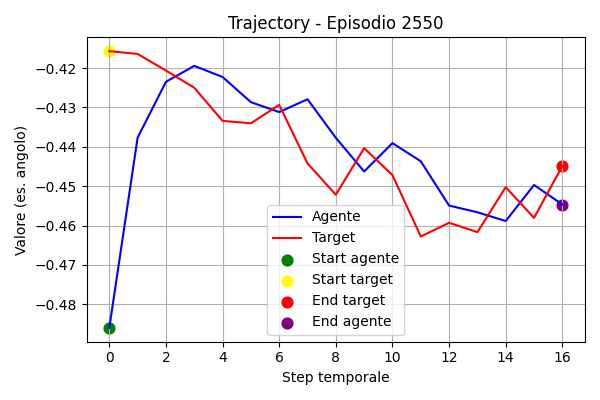 Trajectory - Episodio 2550
Valore (es. angolo)
−0.42
−0.43
−0.44
−0.45
−0.46
−0.47
−0.48
Agente
Target
Start agente
Start target
End target
End agente
0 2 4 6 8 10 12 14 16
Step temporale